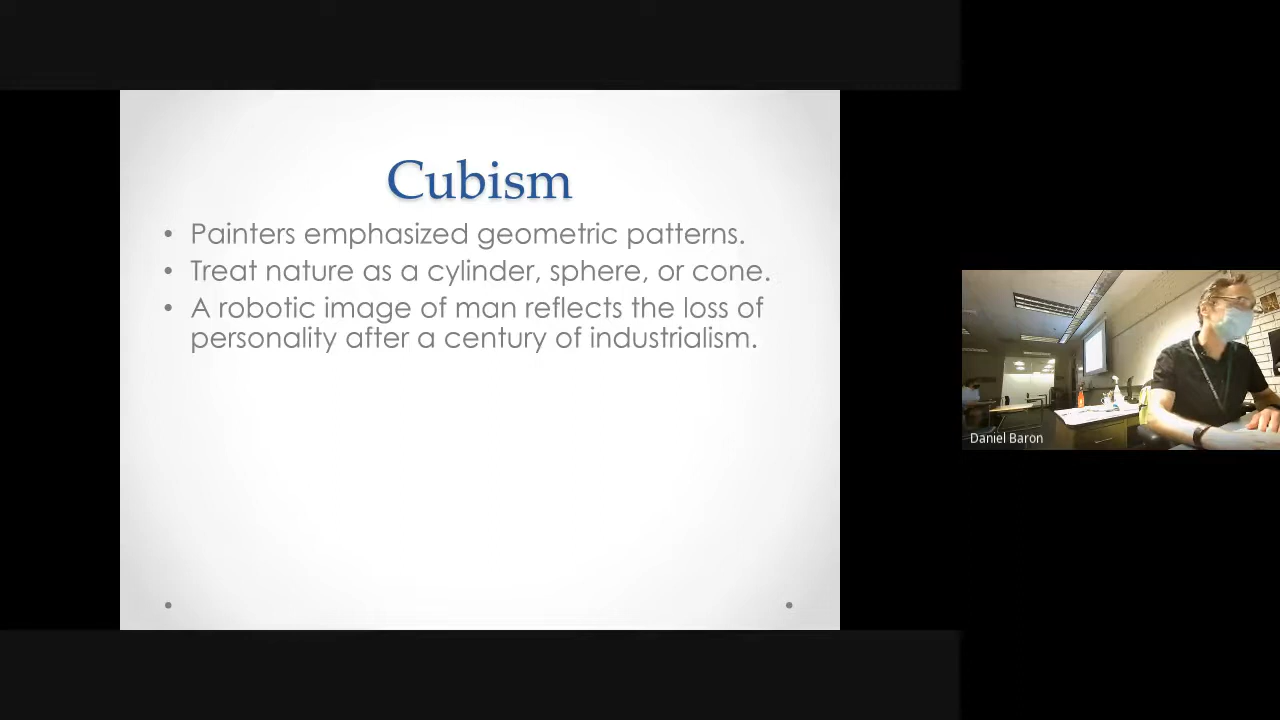 Cubism
• Painters emphasized geometric patterns.
• Treat nature as a cylinder, sphere, or cone.
• A robotic image of man reflects the loss of
personality after a century of industrialism.
Daniel Baron